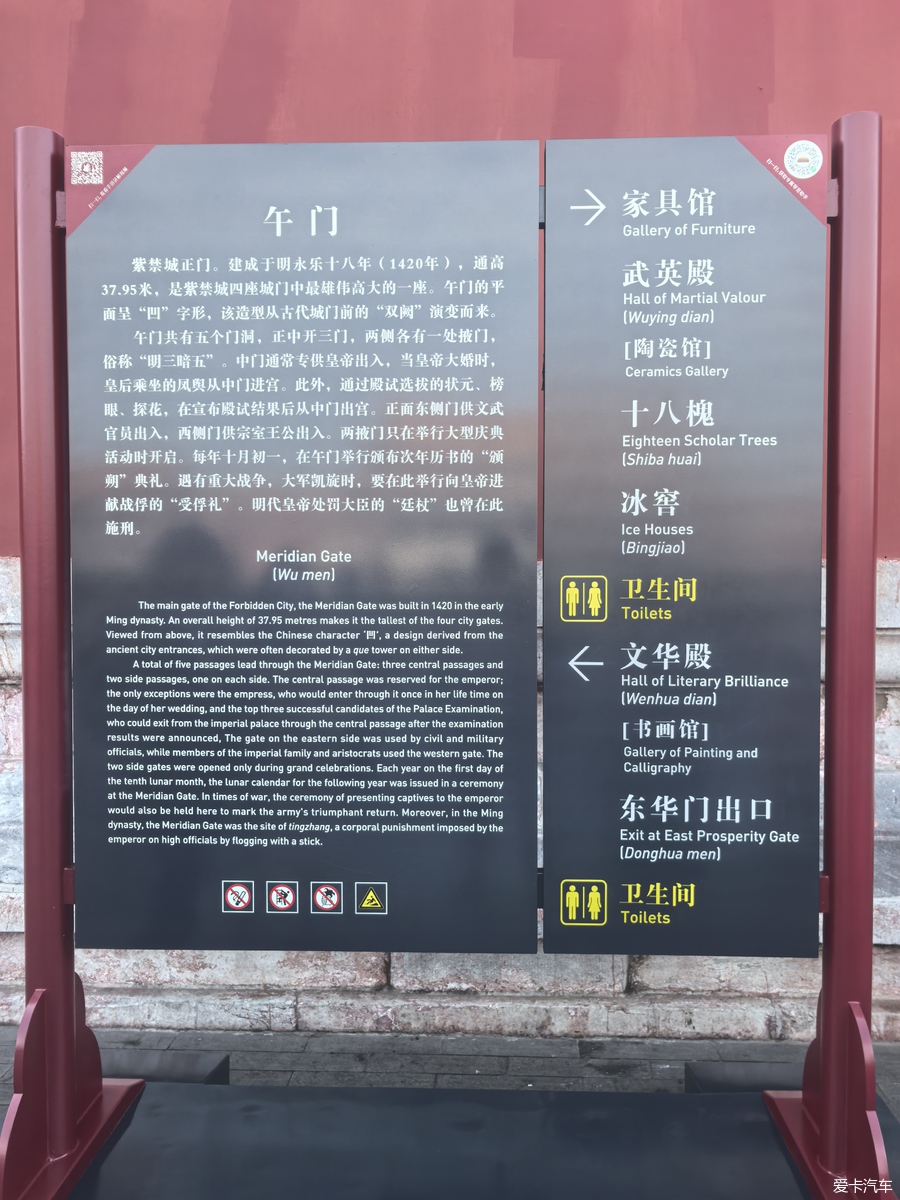 午门
紫禁城正门。建成于明永乐十八年（1420年），通高
37.95米，是紫禁城四座城门中最雄伟高大的一座。午门的平
面呈“凹”字形，该造型从古代城门前的“双阙”演变而来。
午门共有五个门洞，正中开三门，两侧各有一处掖门，
俗称“明三暗五”。中门通常专供皇帝出入，当皇帝大婚时，
皇后乘坐的凤舆从中门进宫。此外，通过殿试选拔的状元、榜
眼、探花，在宣布殿试结果后从中门出宫。正面东侧门供文武
官员出入，西侧门供宗室王公出入。两掖门只在举行大型庆典
活动时开启。每年十月初一，在午门举行颁布次年历书的“颁
朔”典礼。遇有重大战争，大军凯旋时，要在此举行向皇帝进
献战俘的“受俘礼”。明代皇帝处罚大臣的“廷杖”也曾在此
施刑。
Meridian Gate
(Wu men)
The main gate of the Forbidden City, the Meridian Gate was built in 1420 in the early
Ming dynasty. An overall height of 37.95 metres makes it the tallest of the four city gates.
Viewed from above, it resembles the Chinese character ‘凹’, a design derived from the
ancient city entrances, which were often decorated by a que tower on either side.
A total of five passages lead through the Meridian Gate: three central passages and
two side passages, one on each side. The central passage was reserved for the emperor;
the only exceptions were the empress, who would enter through it once in her life time on
the day of her wedding, and the top three successful candidates of the Palace Examination,
who could exit from the imperial palace through the central passage after the examination
results were announced, The gate on the eastern side was used by civil and military
officials, while members of the imperial family and aristocrats used the western gate. The
two side gates were opened only during grand celebrations. Each year on the first day of
the tenth lunar month, the lunar calendar for the following year was issued in a ceremony
at the Meridian Gate. In times of war, the ceremony of presenting captives to the emperor
would also be held here to mark the army's triumphant return. Moreover, in the Ming
dynasty, the Meridian Gate was the site of tingzhang, a corporal punishment imposed by the
emperor on high officials by flogging with a stick.
家具馆
Gallery of Furniture
武英殿
Hall of Martial Valour
(Wuying dian)
[陶瓷馆]
Ceramics Gallery
十八槐
Eighteen Scholar Trees
(Shiba huai)
冰窖
Ice Houses
(Bingjiao)
卫生间
Toilets
文华殿
Hall of Literary Brilliance
(Wenhua dian)
[书画馆]
Gallery of Painting and
Calligraphy
东华门出口
Exit at East Prosperity Gate
(Donghua men)
卫生间
Toilets
爱卡汽车